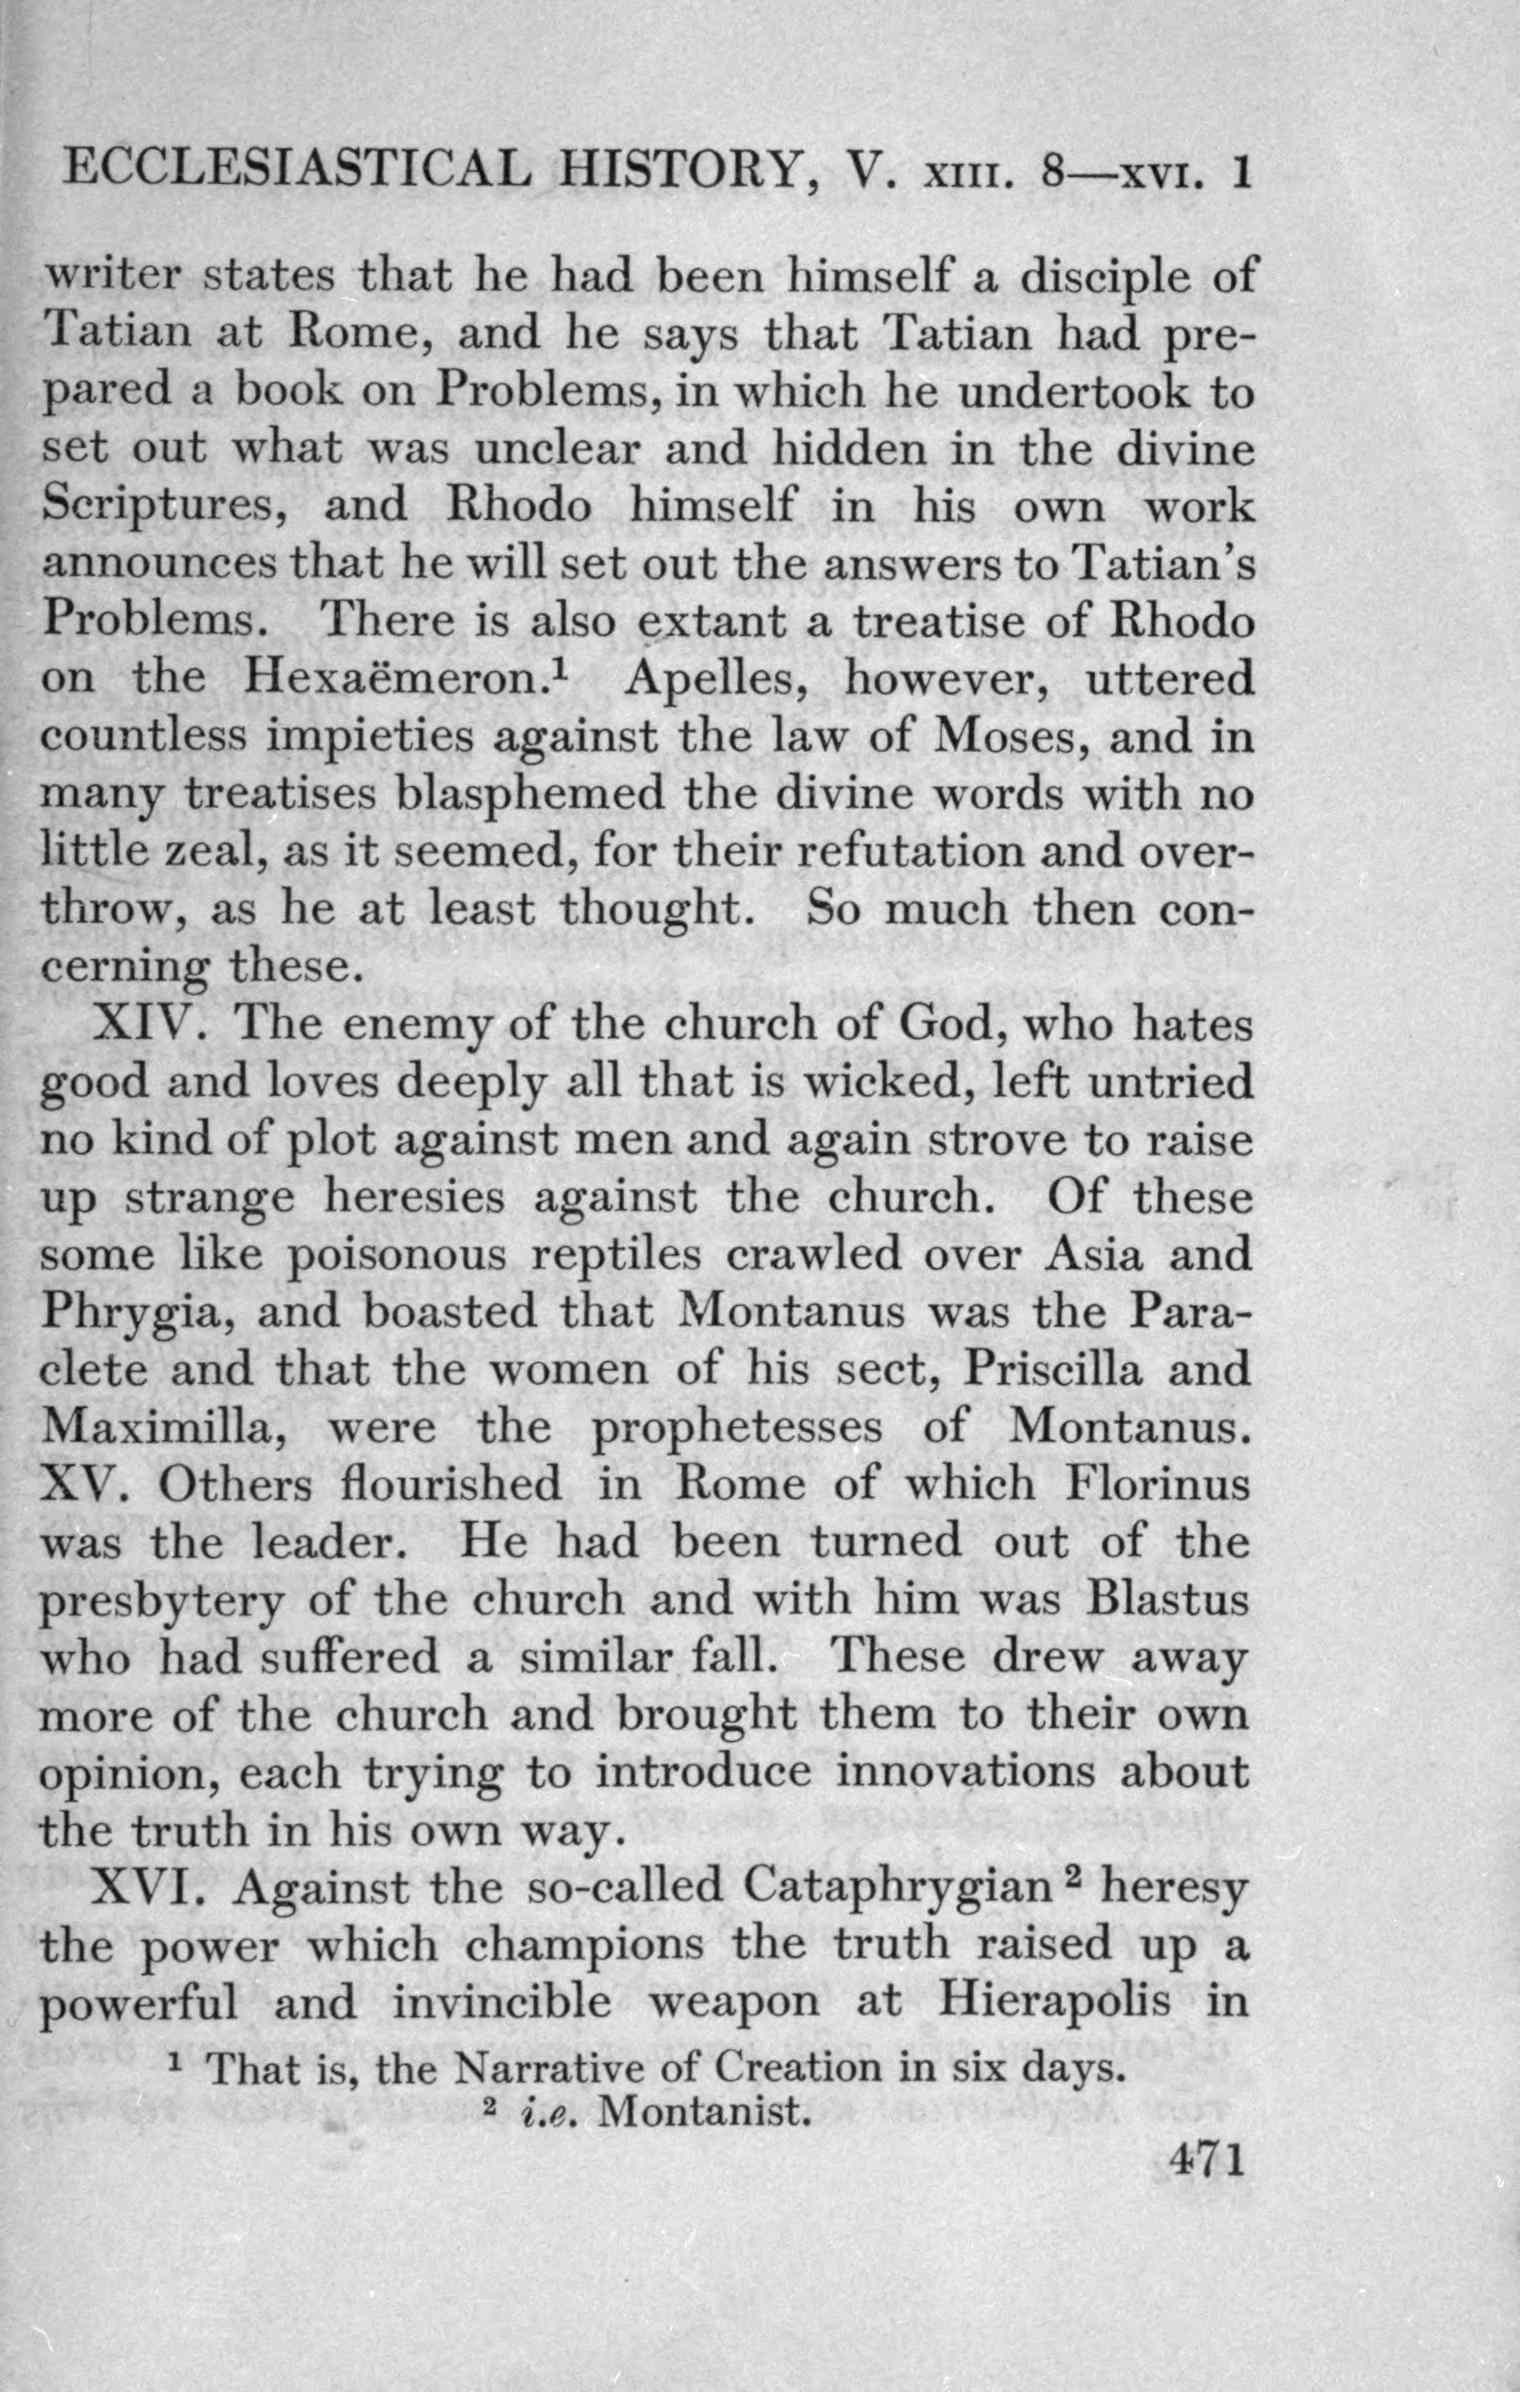 ECCLESIASTICAL HISTORY, V. XIII. 8—XVI. 1
writer states that he had been himself a disciple of
Tatian at Rome, and he says that Tatian had pre-
pared a book on Problems, in which he undertook to
set out what was unclear and hidden in the divine
Scriptures, and Rhodo himself in his own work
announces that he will set out the answers to Tatian's
Problems. There is also extant a treatise of Rhodo
on the Hexaëmeron.¹ Apelles, however, uttered
countless impieties against the law of Moses, and in
many treatises blasphemed the divine words with no
little zeal, as it seemed, for their refutation and over-
throw, as he at least thought. So much then con-
cerning these.
XIV. The enemy of the church of God, who hates
good and loves deeply all that is wicked, left untried
no kind of plot against men and again strove to raise
up strange heresies against the church. Of these
some like poisonous reptiles crawled over Asia and
Phrygia, and boasted that Montanus was the Para-
clete and that the women of his sect, Priscilla and
Maximilla, were the prophetesses of Montanus.
XV. Others flourished in Rome of which Florinus
was the leader. He had been turned out of the
presbytery of the church and with him was Blastus
who had suffered a similar fall. These drew away
more of the church and brought them to their own
opinion, each trying to introduce innovations about
the truth in his own way.
XVI. Against the so-called Cataphrygian ² heresy
the power which champions the truth raised up a
powerful and invincible weapon at Hierapolis in
¹ That is, the Narrative of Creation in six days.
² i.e. Montanist.
471